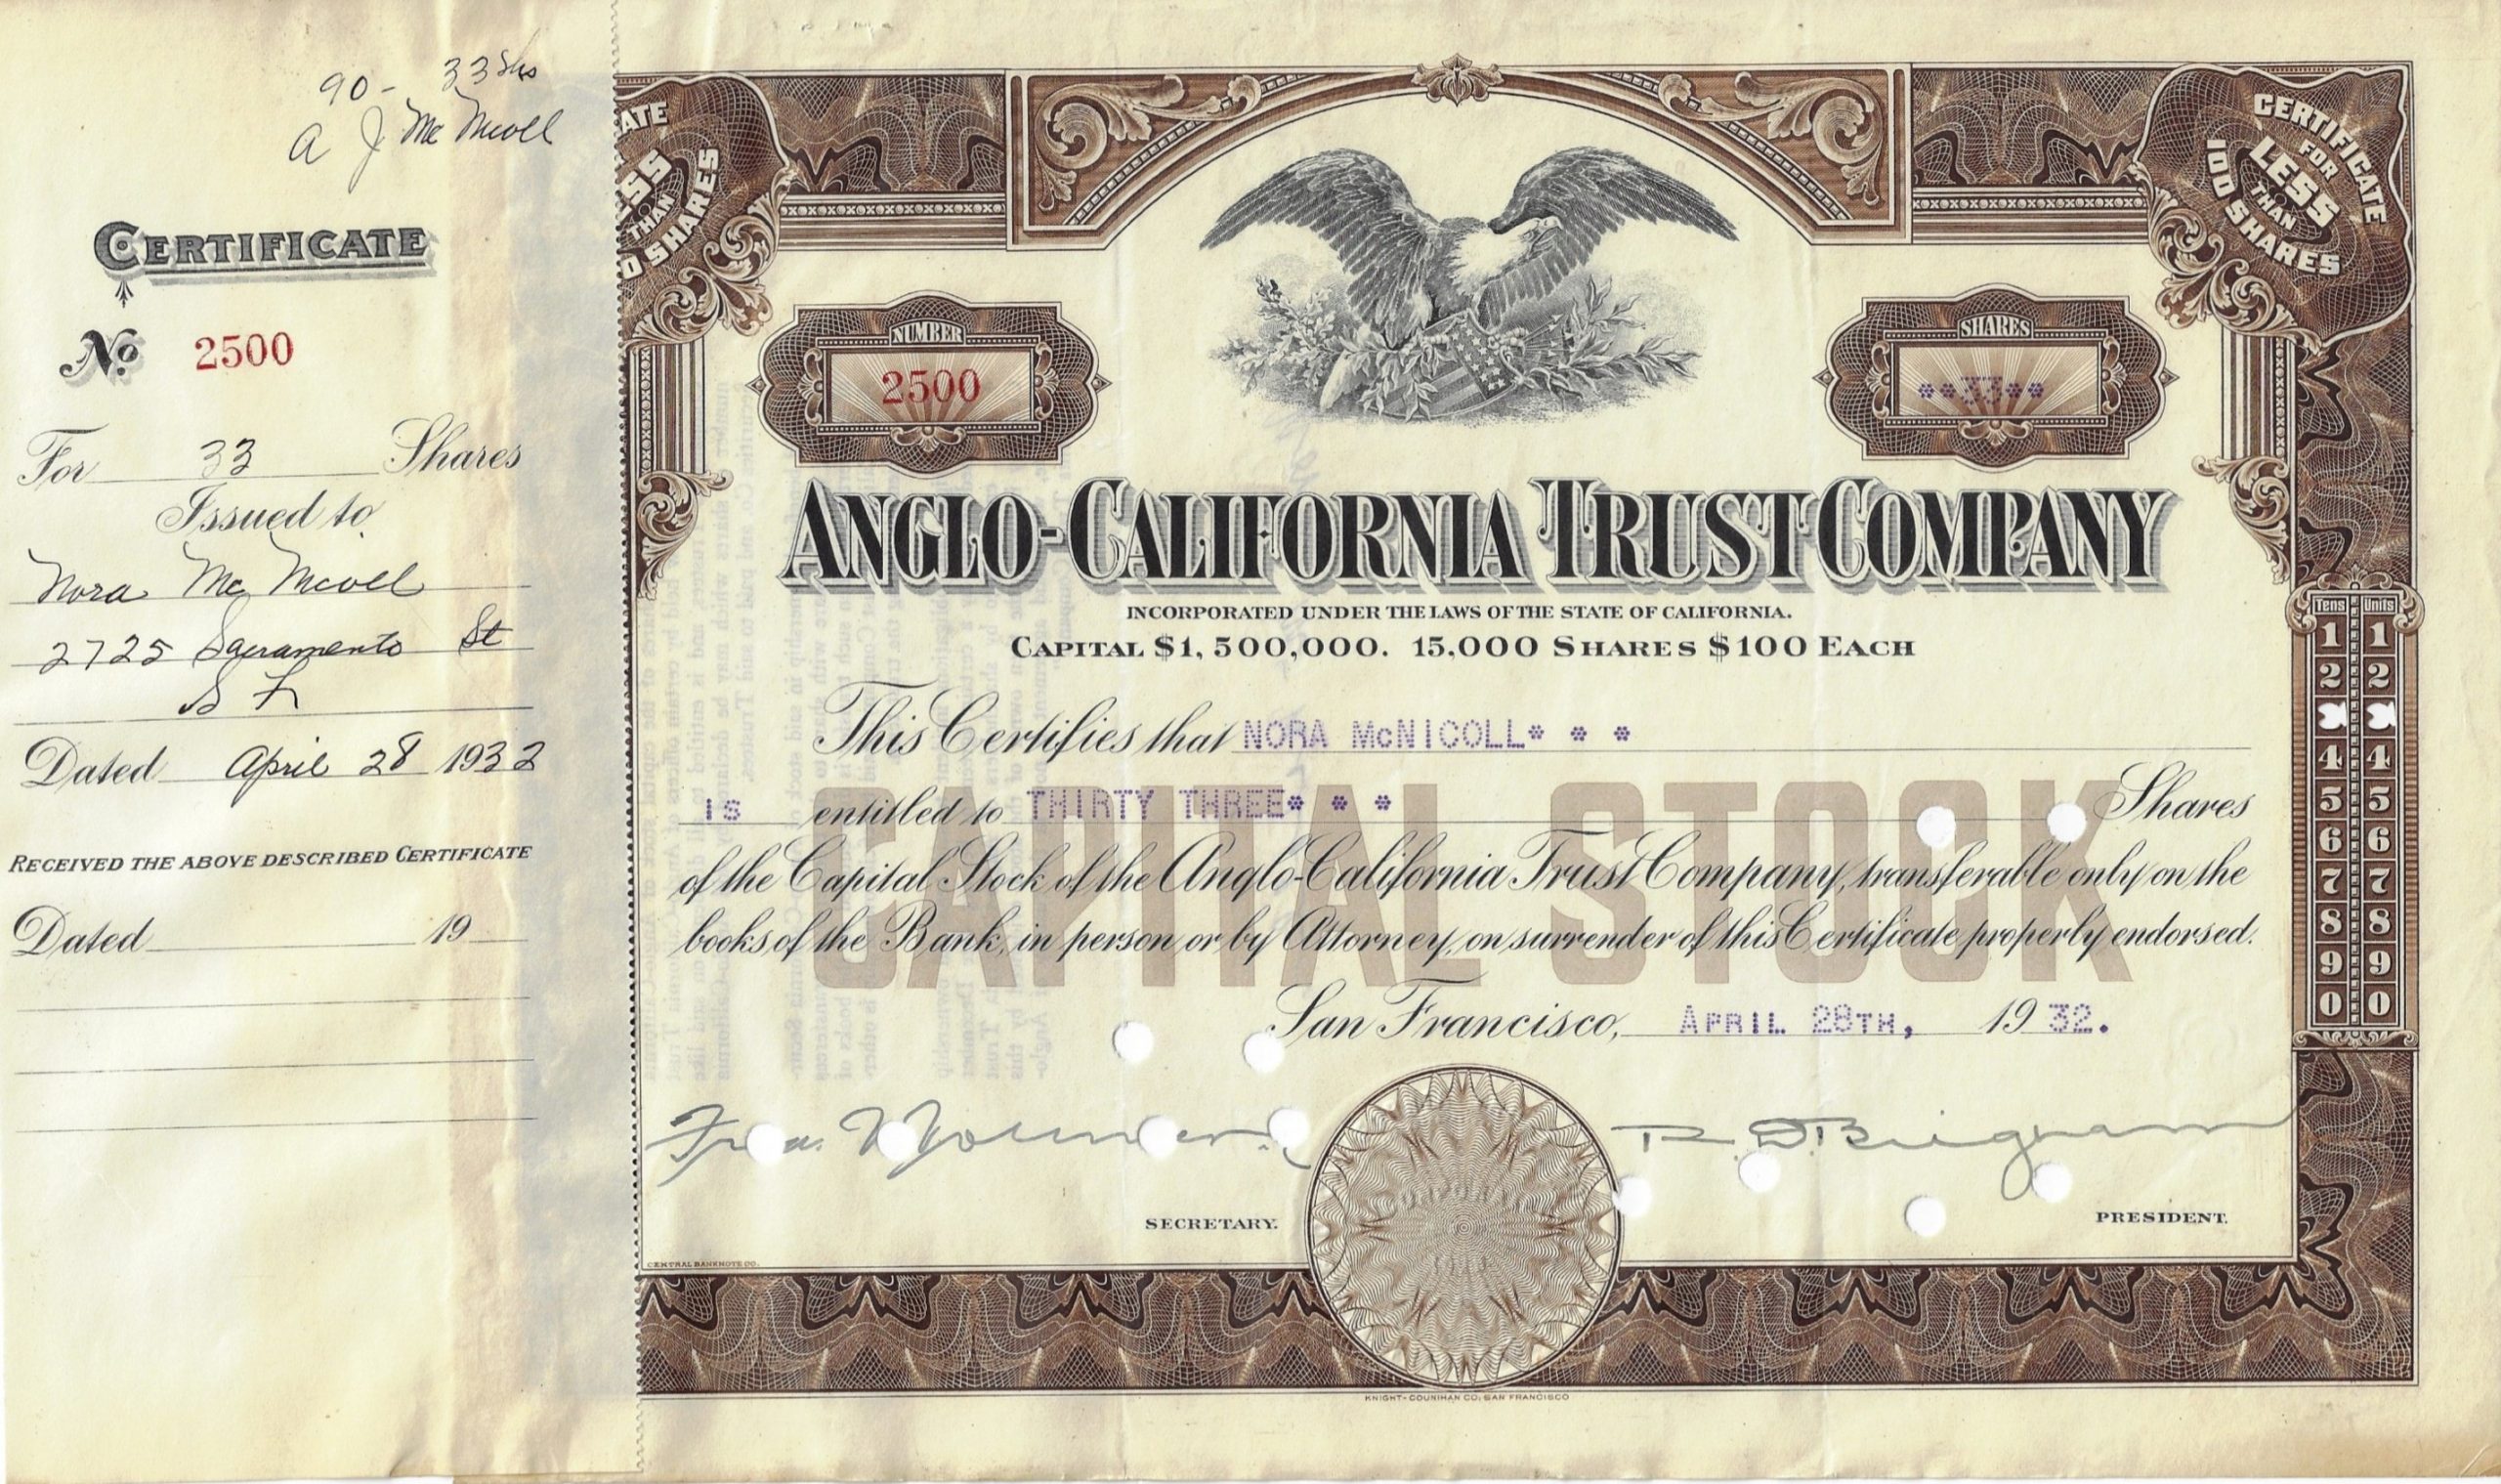 90 - 33 Shs
A J McNicoll
CERTIFICATE
No 2500
For 33 Shares
Issued to
Nora McNicoll
2725 Sacramento St
S F
Dated April 28 1932
RECEIVED THE ABOVE DESCRIBED CERTIFICATE
Dated 19
CERTIFICATE FOR LESS THAN 100 SHARES
ATE
SS
THAN
0 SHARES
NUMBER
2500
SHARES
**33**
ANGLO-CALIFORNIA TRUST COMPANY
INCORPORATED UNDER THE LAWS OF THE STATE OF CALIFORNIA.
CAPITAL $1,500,000. 15,000 SHARES $100 EACH
This Certifies that NORA McNICOLL* * *
IS entitled to THIRTY THREE* * * Shares
of the Capital Stock of the Anglo-California Trust Company, transferable only on the
books of the Bank, in person or by Attorney, on surrender of this Certificate properly endorsed.
CAPITAL STOCK
San Francisco, APRIL 28TH, 1932.
Tens Units
1 1
2 2
4 4
5 5
6 6
7 7
8 8
9 9
0 0
SECRETARY.
PRESIDENT.
CENTRAL BANKNOTE CO.
KNIGHT-COUNIHAN CO. SAN FRANCISCO